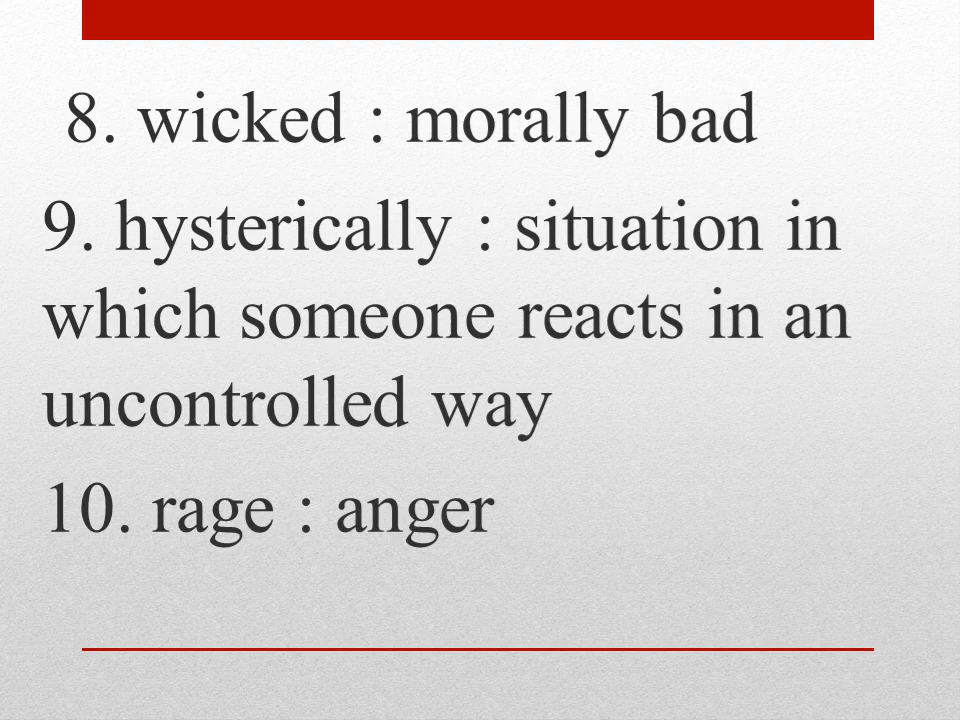 8. wicked : morally bad
9. hysterically : situation in
which someone reacts in an
uncontrolled way
10. rage : anger